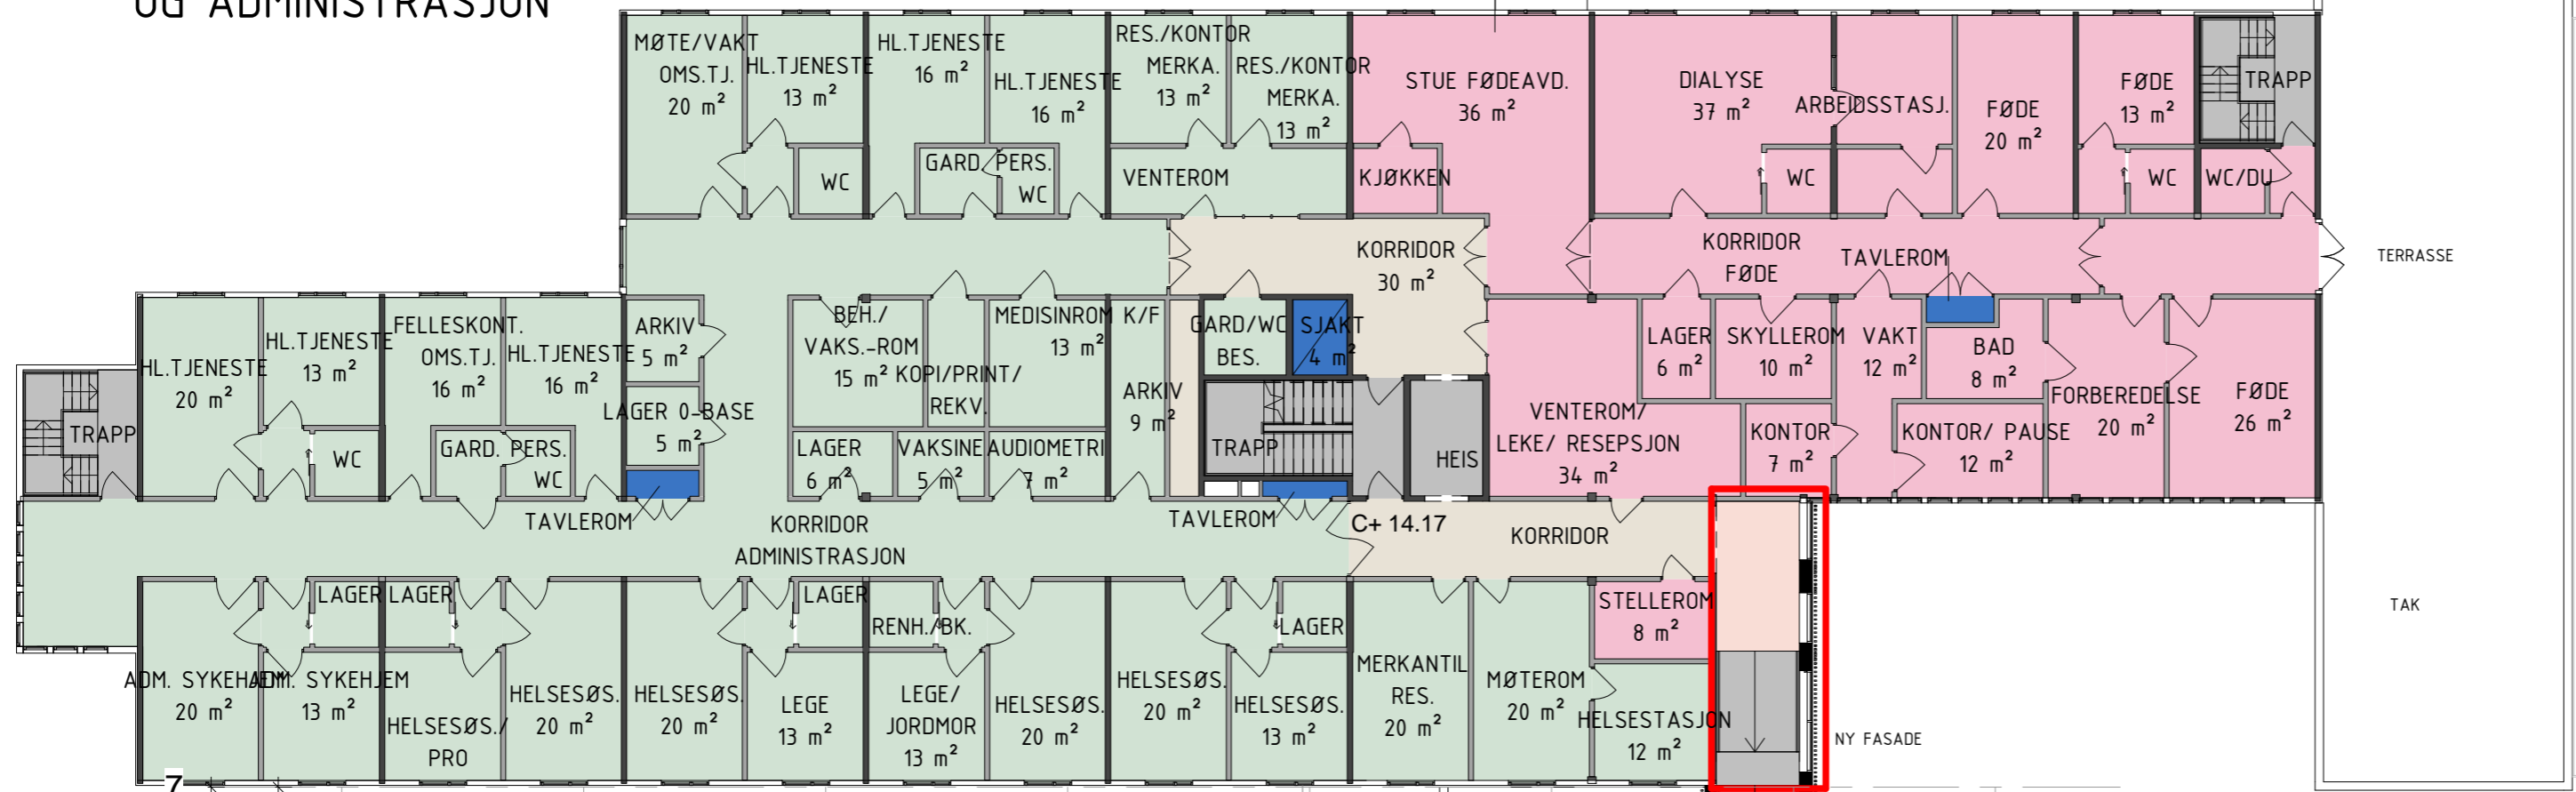 OG ADMINISTRASJON
MØTE/VAKT
OMS.TJ.
20 m²
HL.TJENESTE
13 m²
WC
HL.TJENESTE
16 m²
HL.TJENESTE
16 m²
GARD. PERS.
WC
RES./KONTOR
MERKA.
13 m²
RES./KONTOR
MERKA.
13 m²
VENTEROM
STUE FØDEAVD.
36 m²
KJØKKEN
DIALYSE
37 m²
WC
ARBEIDSSTASJ.
FØDE
20 m²
FØDE
13 m²
WC
TRAPP
WC/DU
KORRIDOR
30 m²
KORRIDOR
FØDE
TAVLEROM
TERRASSE
HL.TJENESTE
20 m²
HL.TJENESTE
13 m²
WC
FELLESKONT.
OMS.TJ.
16 m²
HL.TJENESTE
16 m²
GARD. PERS.
WC
TRAPP
ARKIV
5 m²
LAGER O-BASE
5 m²
BEH./
VAKS.-ROM
15 m²
KOPI/PRINT/
REKV.
MEDISINROM
13 m²
K/F
ARKIV
9 m²
LAGER
6 m²
VAKSINE
5 m²
AUDIOMETRI
7 m²
GARD/WC
BES.
SJAKT
4 m²
TRAPP
HEIS
VENTEROM/
LEKE/ RESEPSJON
34 m²
LAGER
6 m²
SKYLLEROM
10 m²
VAKT
12 m²
BAD
8 m²
KONTOR
7 m²
KONTOR/ PAUSE
12 m²
FORBEREDELSE
20 m²
FØDE
26 m²
TAVLEROM
KORRIDOR
ADMINISTRASJON
TAVLEROM
C+ 14.17
KORRIDOR
ADM. SYKEHJEM
20 m²
ADM. SYKEHJEM
13 m²
LAGER
LAGER
HELSESØS./
PRO
HELSESØS.
20 m²
HELSESØS.
20 m²
LAGER
LEGE
13 m²
RENH./BK.
LEGE/
JORDMOR
13 m²
HELSESØS.
20 m²
HELSESØS.
20 m²
LAGER
HELSESØS.
13 m²
MERKANTIL
RES.
20 m²
MØTEROM
20 m²
STELLEROM
8 m²
HELSESTASJON
12 m²
NY FASADE
TAK
7